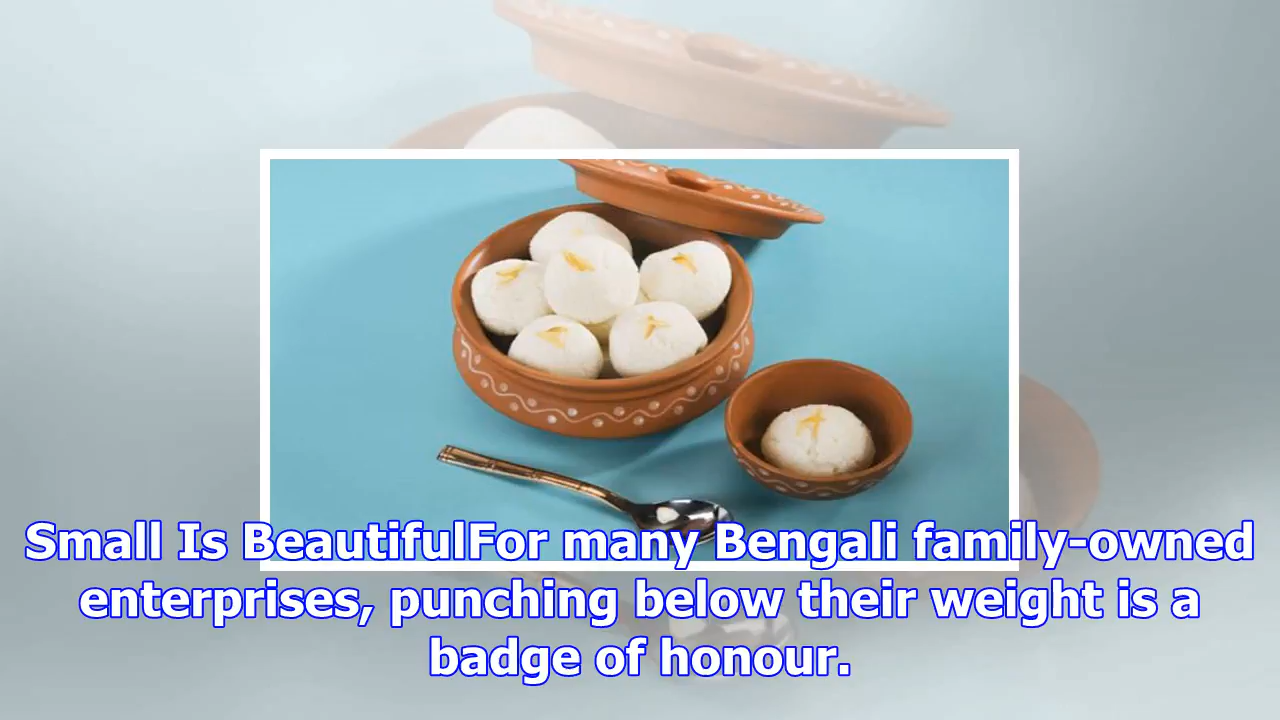 Small Is BeautifulFor many Bengali family-owned
enterprises, punching below their weight is a
badge of honour.